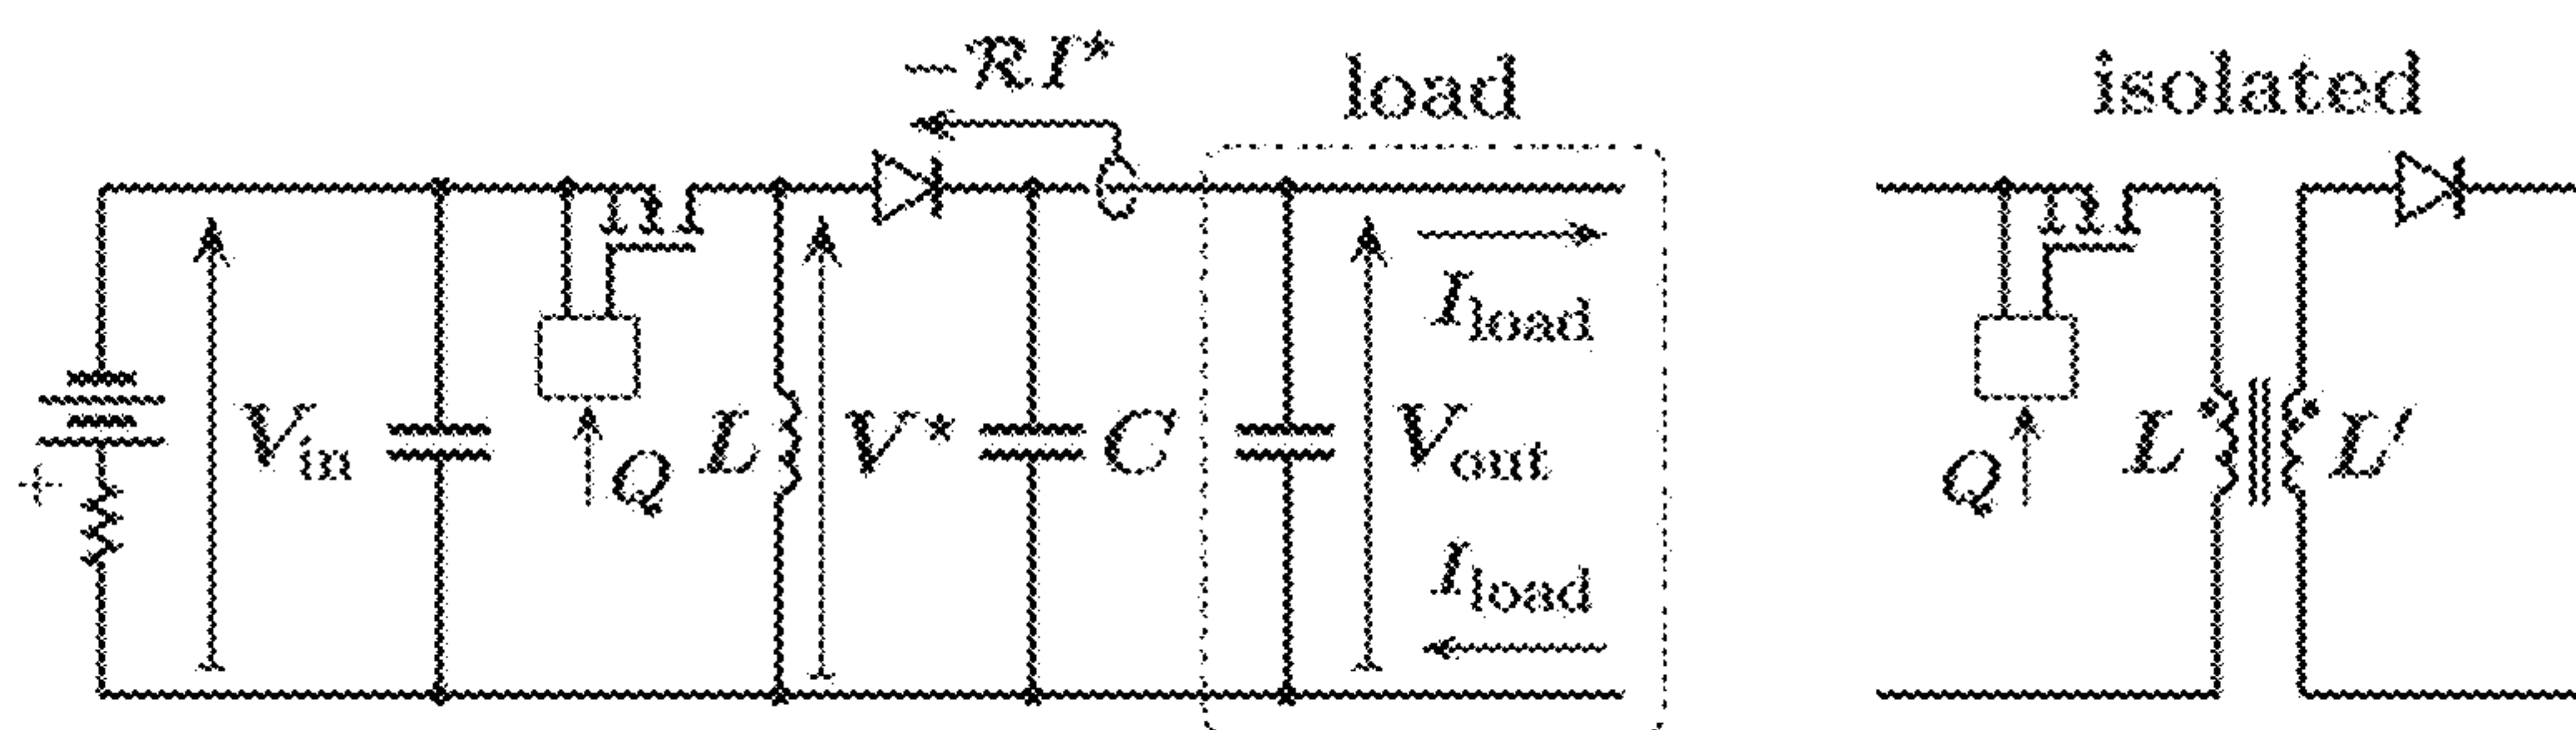 −ℛI*
load
isolated
I_load
V_in
L
V*
C
V_out
L
L′
Q
Q
I_load
+